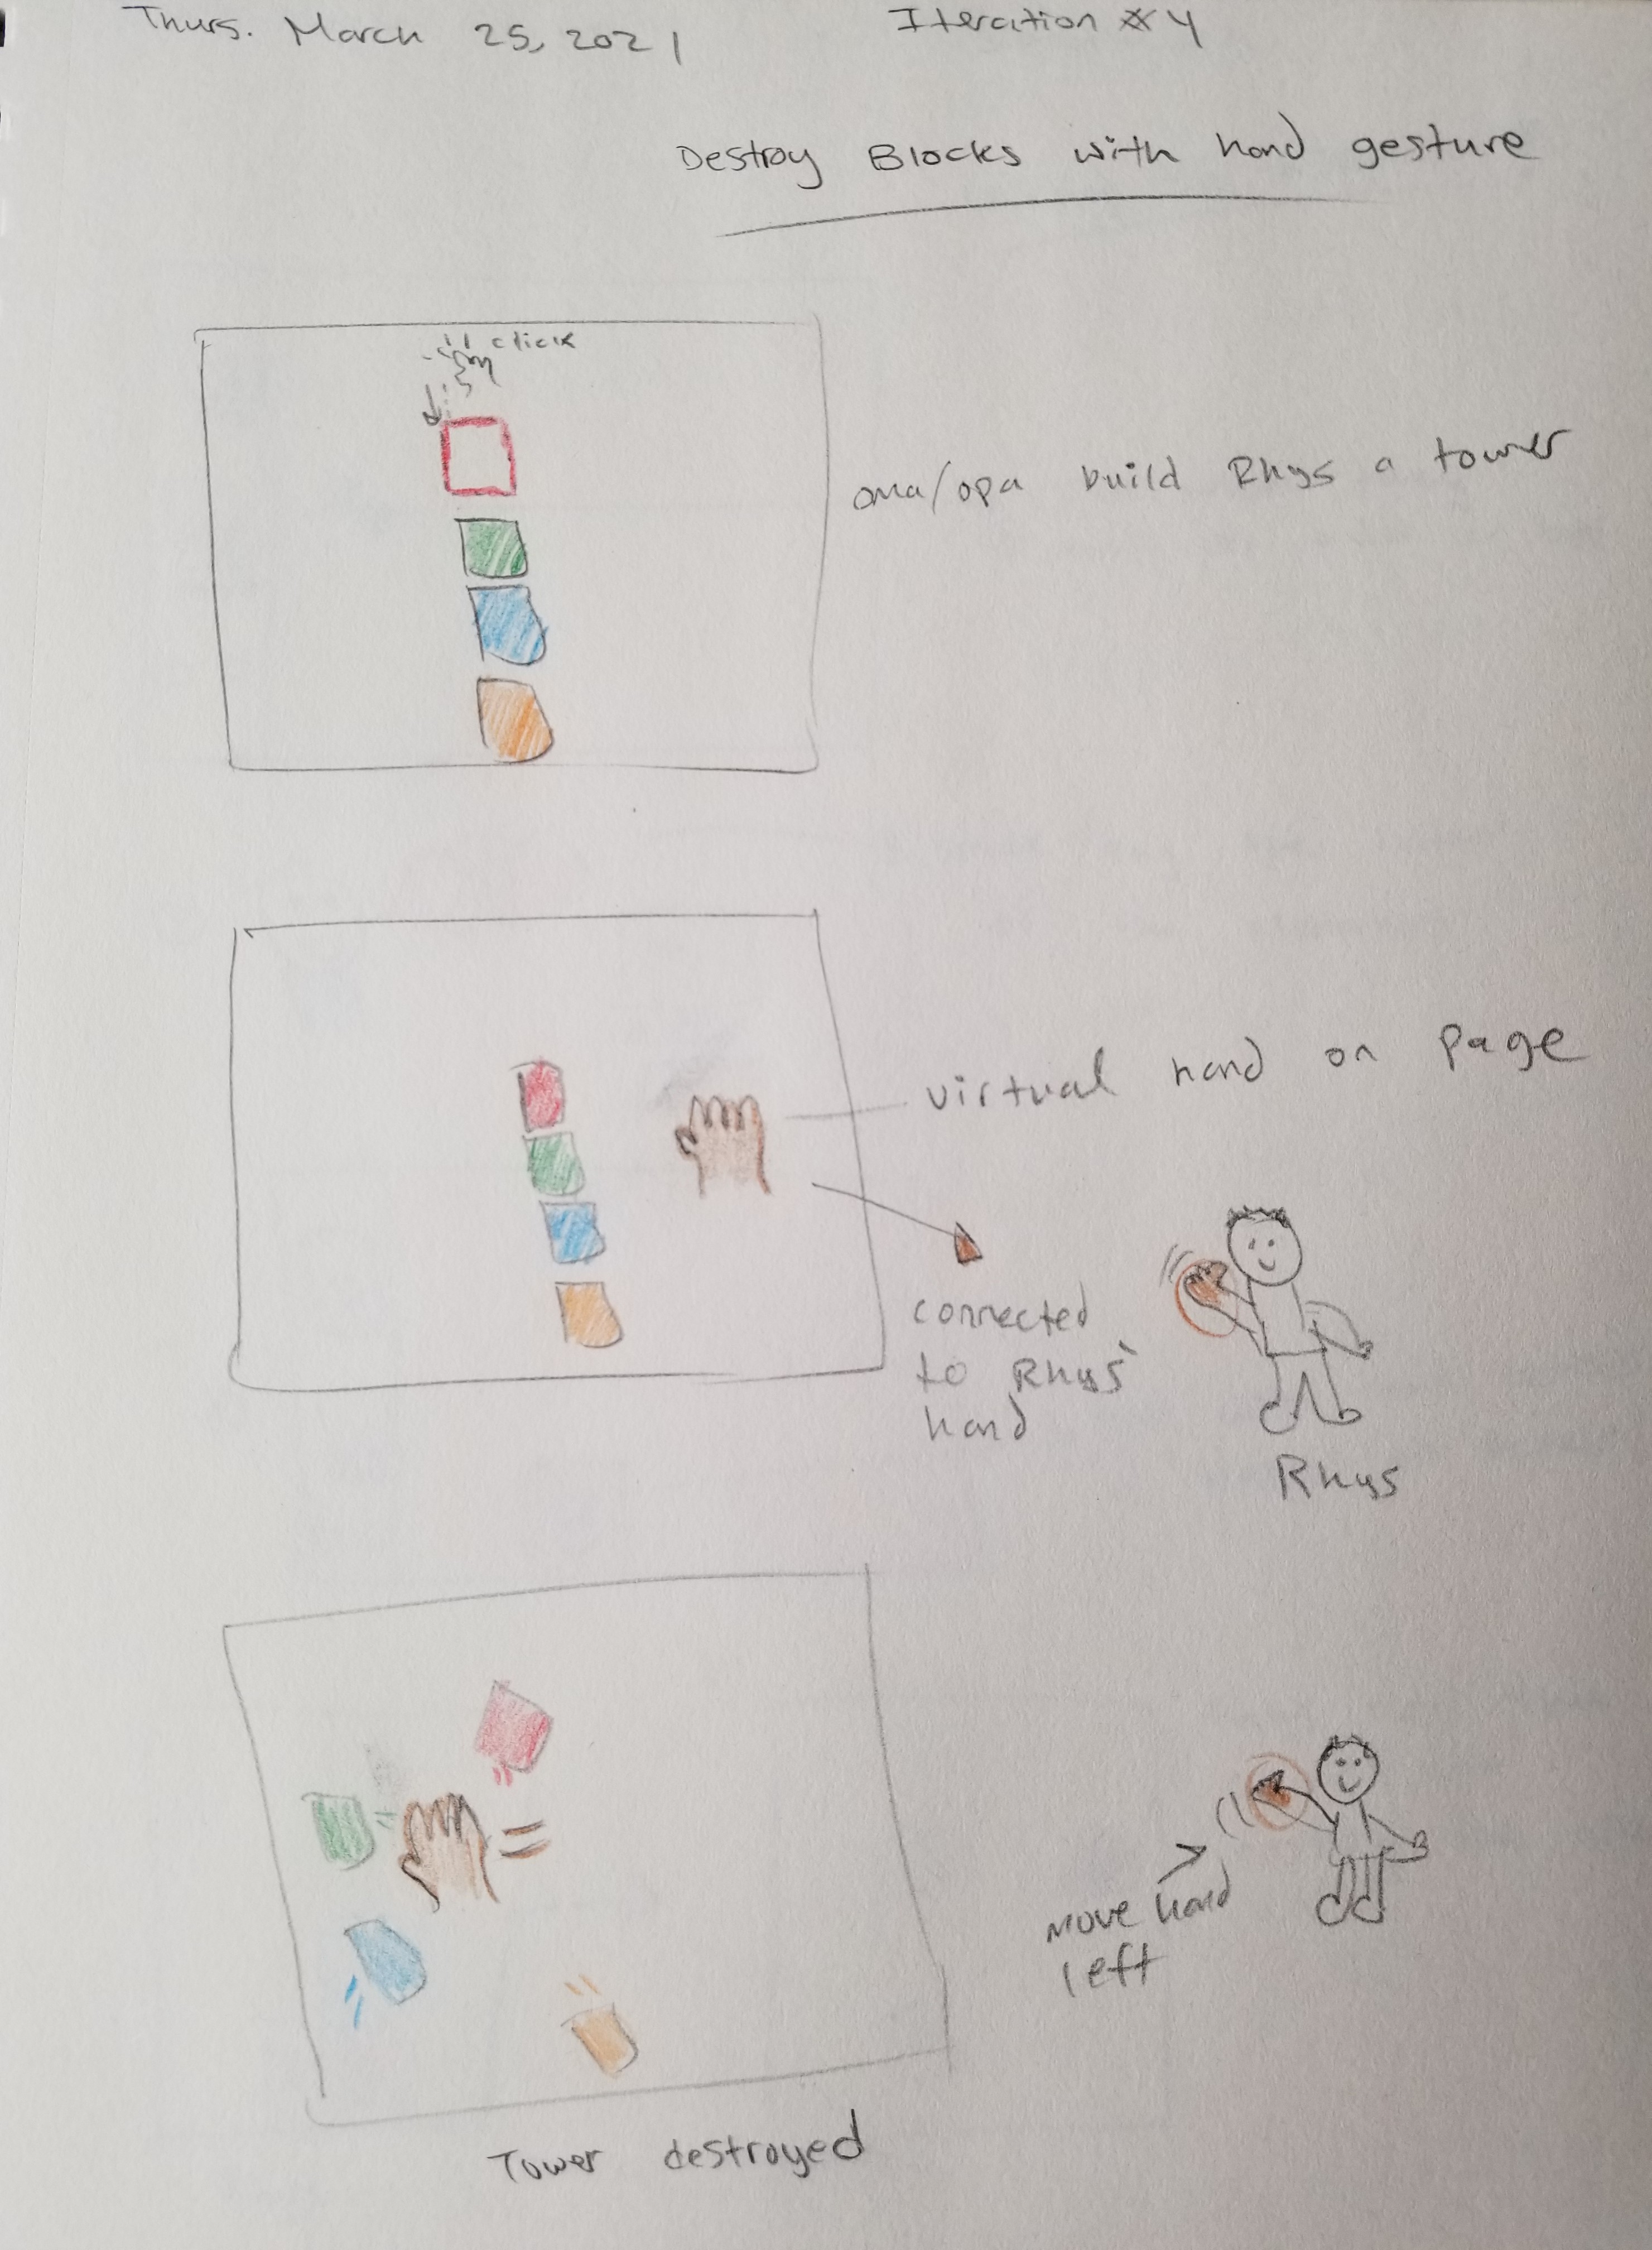 Thurs. March 25, 2021
Iteration #4
Destroy Blocks with hand gesture
click
oma/opa build Rhys a tower
virtual hand on page
connected
to Rhys'
hand
Rhys
move hand
left
Tower destroyed